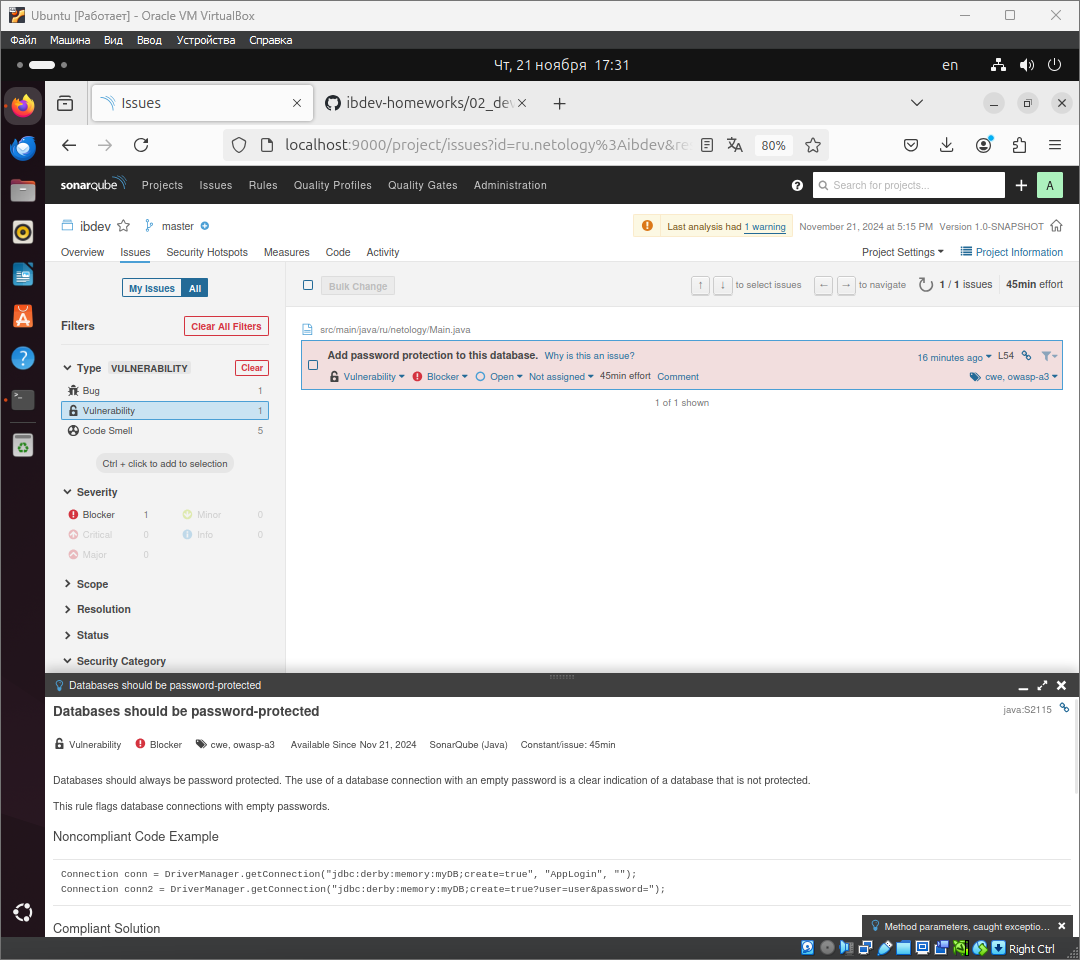 Ubuntu [Работает] - Oracle VM VirtualBox
Файл Машина Вид Ввод Устройства Справка
Чт, 21 ноября 17:31
en
Issues
ibdev-homeworks/02_dev
localhost:9000/project/issues?id=ru.netology%3Aibdev&re
80%
sonarqube
Projects Issues Rules Quality Profiles Quality Gates Administration
Search for projects...
A
ibdev
master
Last analysis had 1 warning
November 21, 2024 at 5:15 PM Version 1.0-SNAPSHOT
Overview Issues Security Hotspots Measures Code Activity
Project Settings
Project Information
My Issues All
Bulk Change
to select issues
to navigate
1 / 1 issues
45min effort
Filters
Clear All Filters
Type VULNERABILITY
Clear
Bug 1
Vulnerability 1
Code Smell 5
Ctrl + click to add to selection
Severity
Blocker 1
Minor 0
Critical 0
Info 0
Major 0
Scope
Resolution
Status
Security Category
src/main/java/ru/netology/Main.java
Add password protection to this database. Why is this an issue?
16 minutes ago L54
Vulnerability Blocker Open Not assigned 45min effort Comment
cwe, owasp-a3
1 of 1 shown
Databases should be password-protected
Databases should be password-protected
java:S2115
Vulnerability Blocker cwe, owasp-a3 Available Since Nov 21, 2024 SonarQube (Java) Constant/issue: 45min
Databases should always be password protected. The use of a database connection with an empty password is a clear indication of a database that is not protected.
This rule flags database connections with empty passwords.
Noncompliant Code Example
Connection conn = DriverManager.getConnection("jdbc:derby:memory:myDB;create=true", "AppLogin", "");
Connection conn2 = DriverManager.getConnection("jdbc:derby:memory:myDB;create=true?user=user&password=");
Compliant Solution
Method parameters, caught exceptio...
Right Ctrl